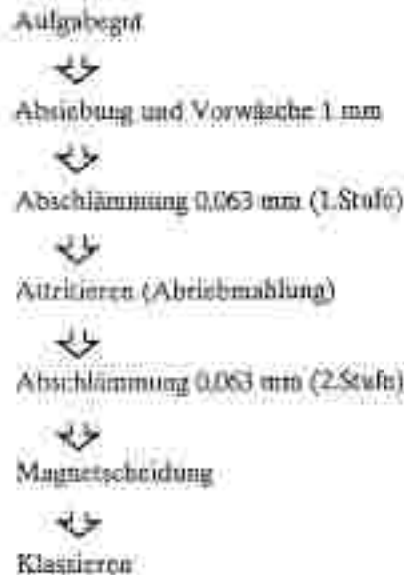 Aufgabegut
Absiebung und Vorwäsche 1 mm
Abschlämmung 0,063 mm (1.Stufe)
Attritieren (Abriebmahlung)
Abschlämmung 0,063 mm (2.Stufe)
Magnetscheidung
Klassieren